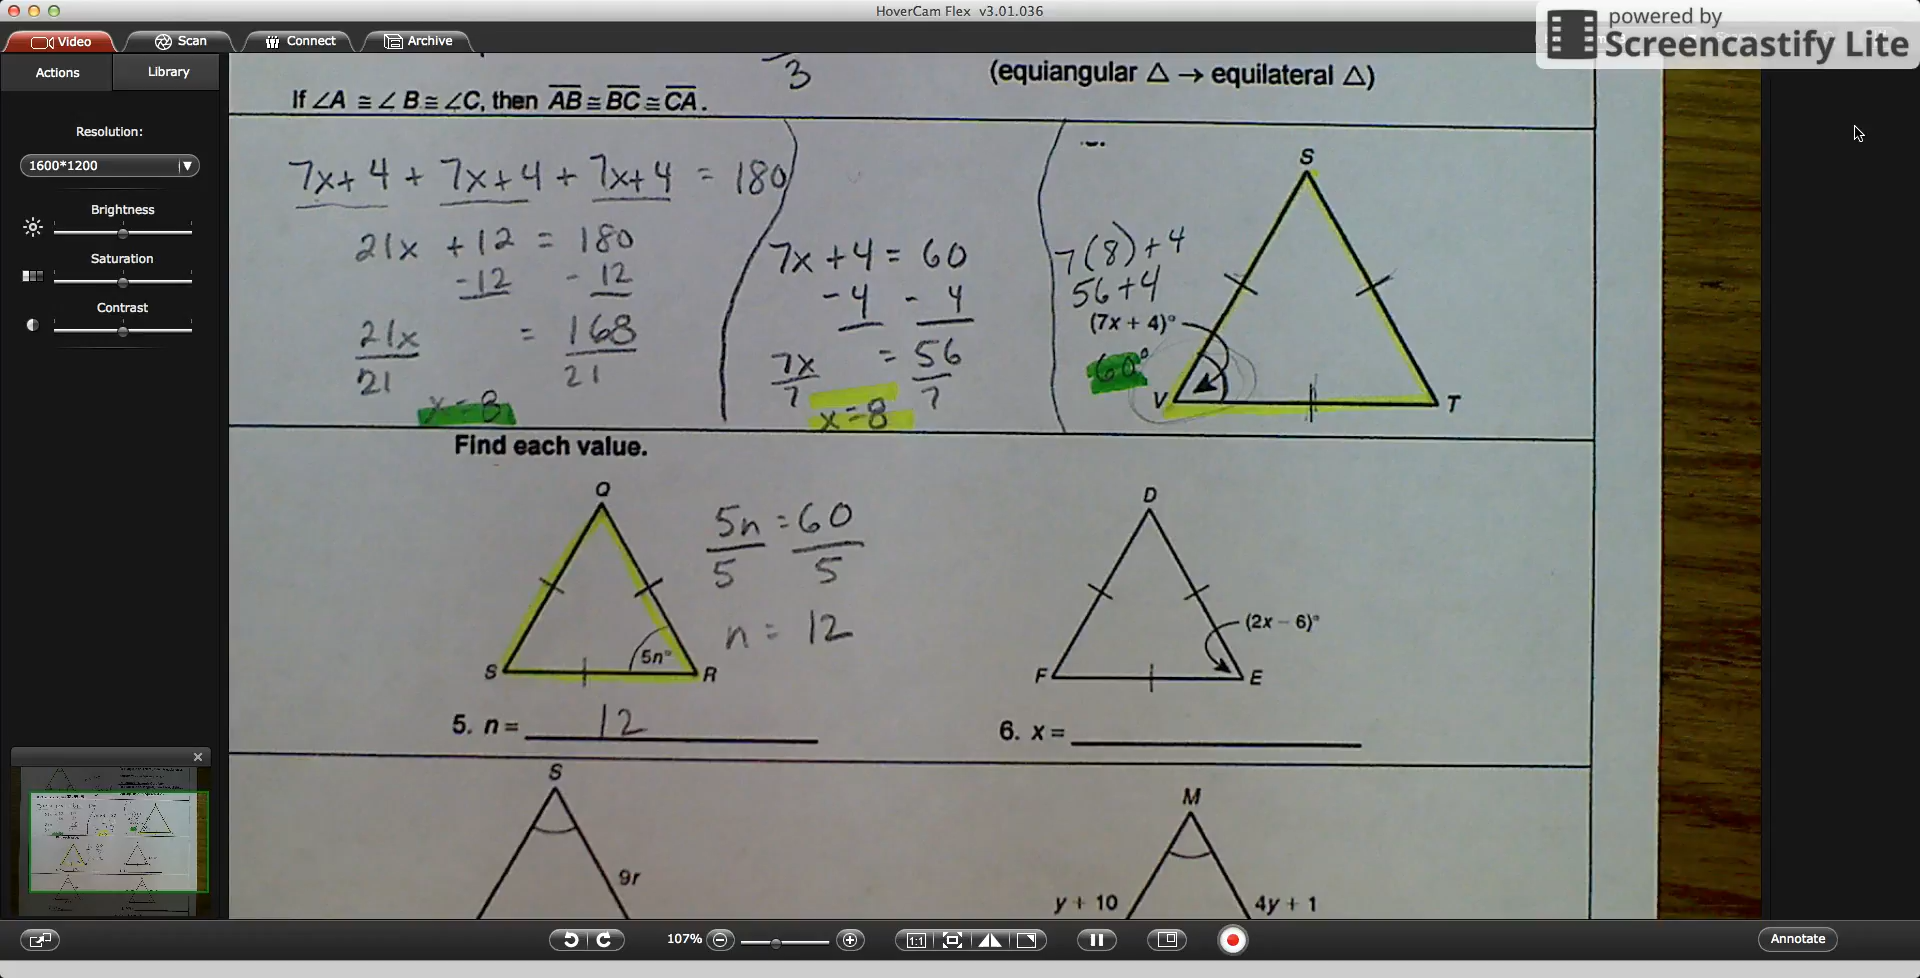 HoverCam Flex v3.01.036
powered by
Screencastify Lite
Video
Scan
Connect
Archive
Actions
Library
Resolution:
1600*1200
Brightness
Saturation
Contrast
3
(equiangular △ → equilateral △)
If ∠A ≅ ∠ B ≅ ∠C, then AB ≅ BC ≅ CA.
7x+4 + 7x+4 + 7x+4 = 180
21x + 12 = 180
-12 - 12
21x = 168
21 21
x = 8
7x + 4 = 60
- 4 - 4
7x = 56
7 7
x = 8
S
7(8)+4
56+4
(7x + 4)°
60°
V
T
Find each value.
Q
5n = 60
5 5
n = 12
5n°
S
R
5. n = 12
D
(2x – 6)°
F
E
6. x =
S
9r
M
y + 10
4y + 1
107%
1:1
Annotate